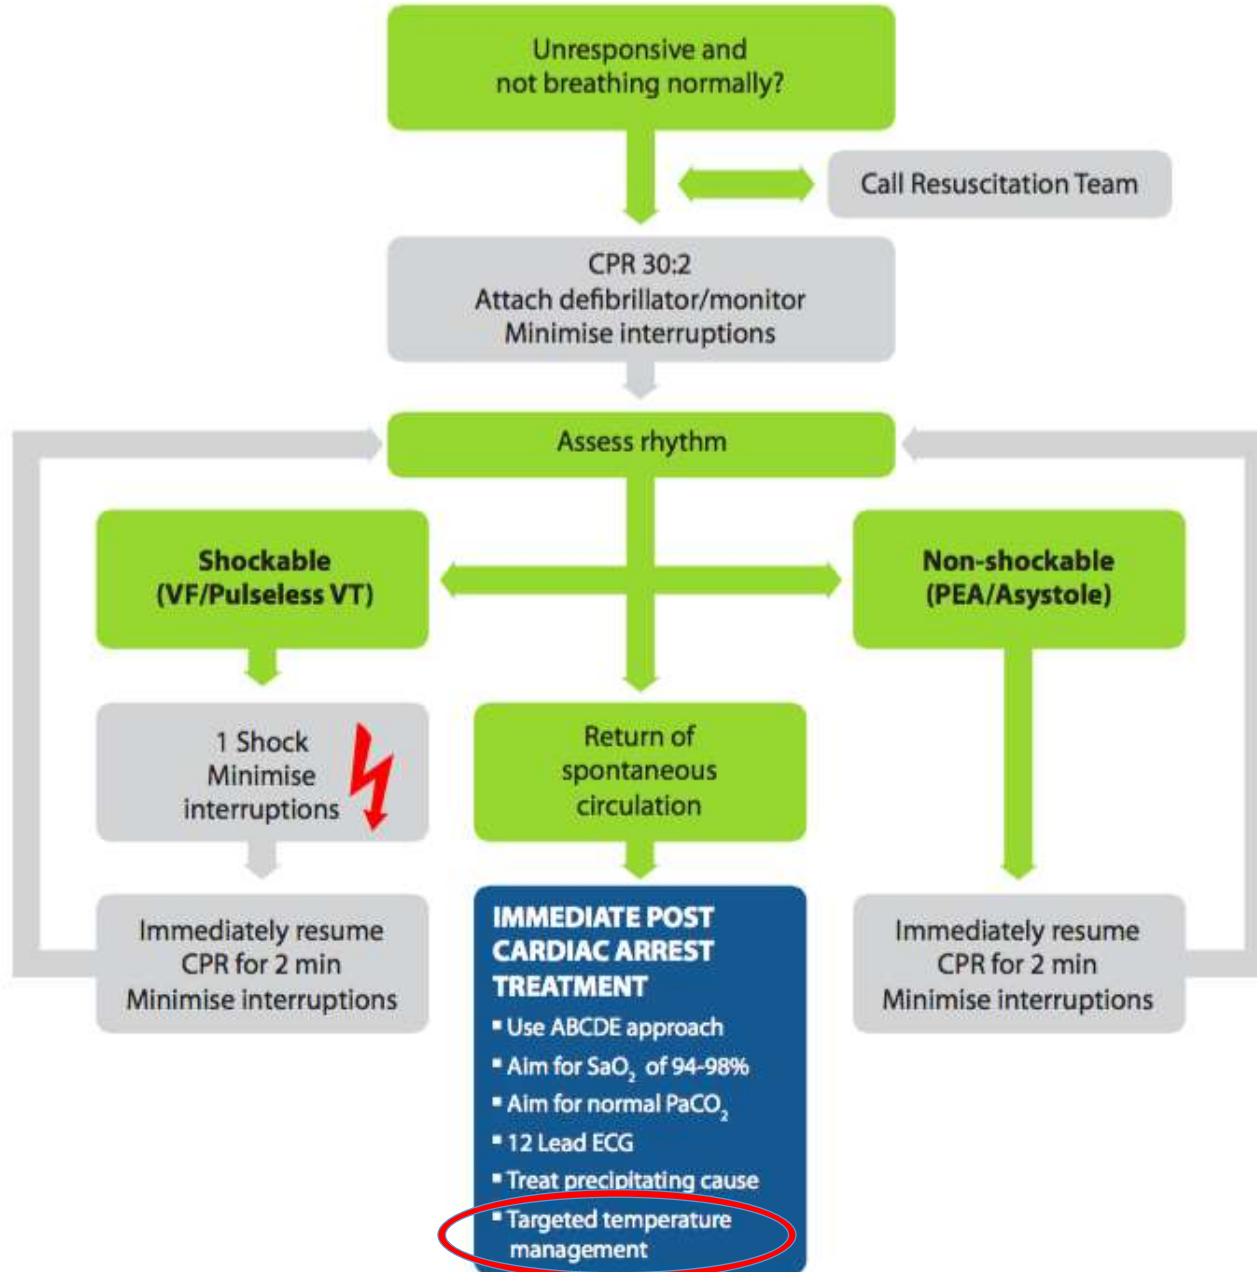 Unresponsive and
not breathing normally?
Call Resuscitation Team
CPR 30:2
Attach defibrillator/monitor
Minimise interruptions
Assess rhythm
Shockable
(VF/Pulseless VT)
Non-shockable
(PEA/Asystole)
1 Shock
Minimise
interruptions
Return of
spontaneous
circulation
Immediately resume
CPR for 2 min
Minimise interruptions
IMMEDIATE POST
CARDIAC ARREST
TREATMENT
▪ Use ABCDE approach
▪ Aim for SaO₂ of 94-98%
▪ Aim for normal PaCO₂
▪ 12 Lead ECG
▪ Treat precipitating cause
▪ Targeted temperature
management
Immediately resume
CPR for 2 min
Minimise interruptions